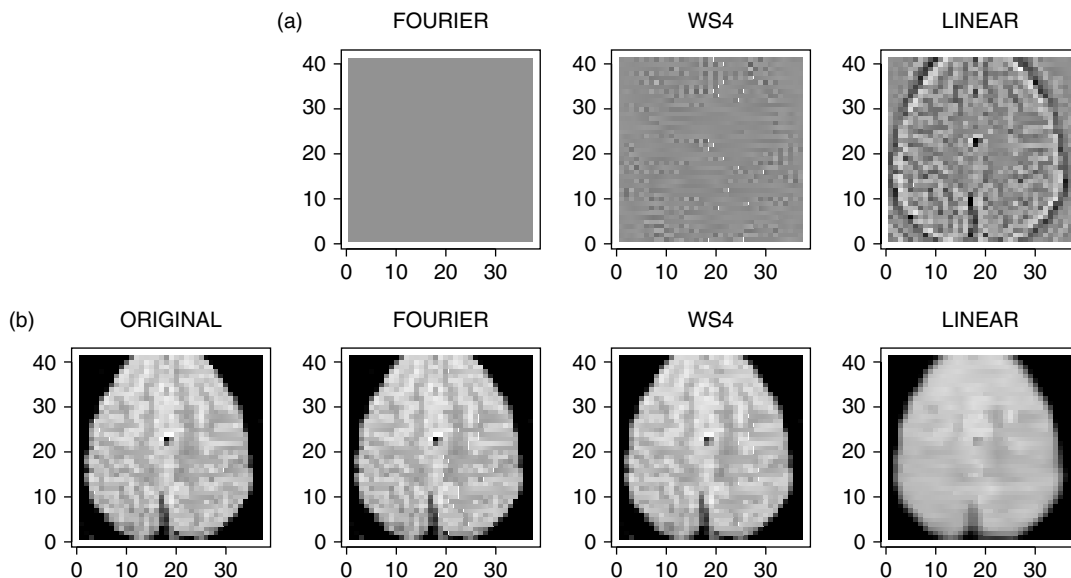 (a) FOURIER WS4 LINEAR
40 40 40
30 30 30
20 20 20
10 10 10
0 0 0
0 10 20 30 0 10 20 30 0 10 20 30
(b) ORIGINAL FOURIER WS4 LINEAR
40 40 40 40
30 30 30 30
20 20 20 20
10 10 10 10
0 0 0 0
0 10 20 30 0 10 20 30 0 10 20 30 0 10 20 30